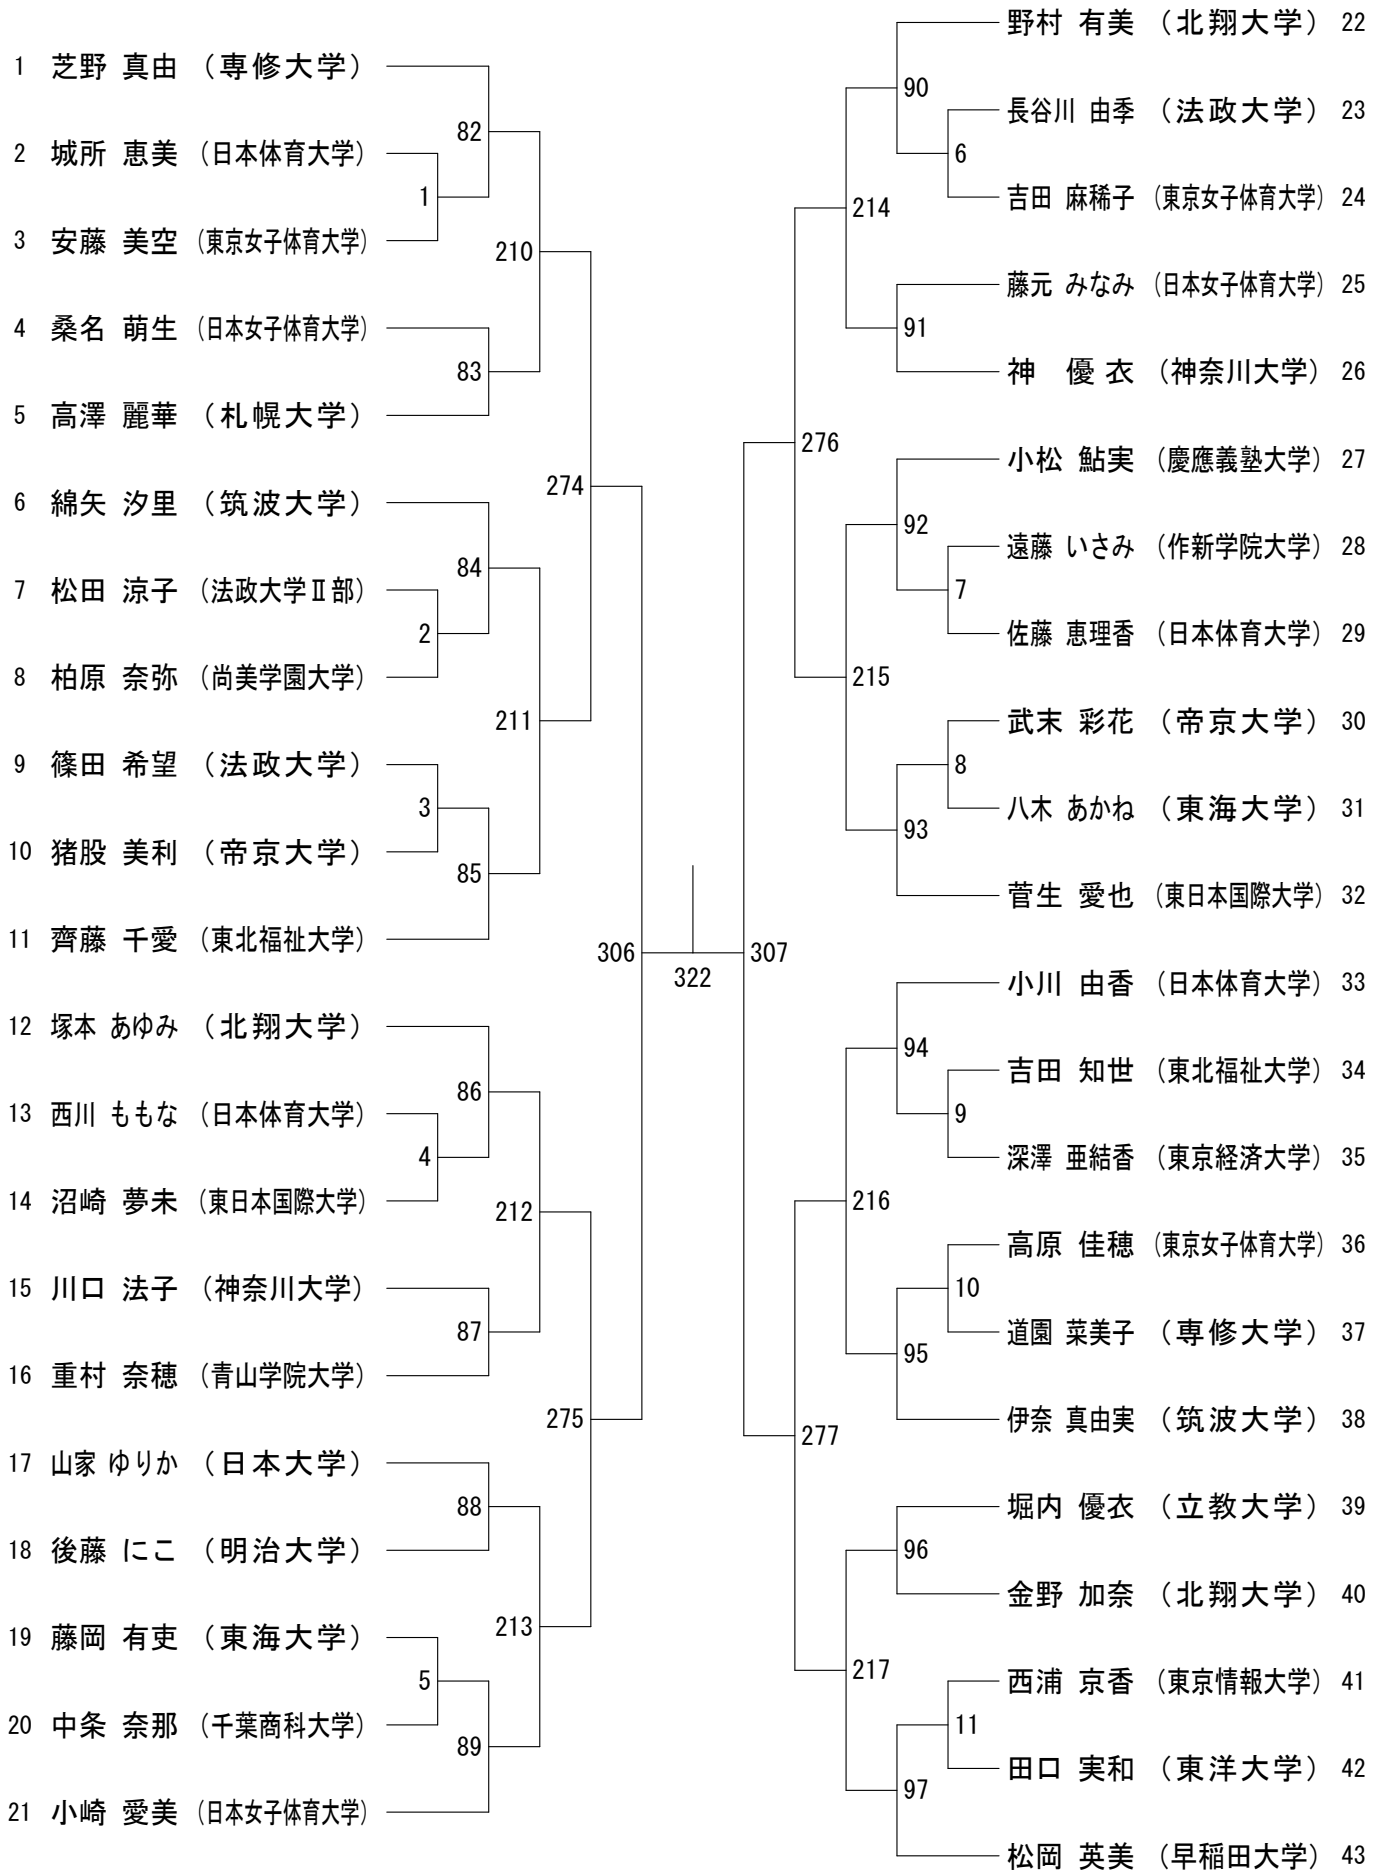 1 芝野 真由 （専修大学）
2 城所 恵美 （日本体育大学）
3 安藤 美空 （東京女子体育大学）
4 桑名 萌生 （日本女子体育大学）
5 高澤 麗華 （札幌大学）
6 綿矢 汐里 （筑波大学）
7 松田 涼子 （法政大学Ⅱ部）
8 柏原 奈弥 （尚美学園大学）
9 篠田 希望 （法政大学）
10 猪股 美利 （帝京大学）
11 齊藤 千愛 （東北福祉大学）
12 塚本 あゆみ （北翔大学）
13 西川 ももな （日本体育大学）
14 沼崎 夢未 （東日本国際大学）
15 川口 法子 （神奈川大学）
16 重村 奈穂 （青山学院大学）
17 山家 ゆりか （日本大学）
18 後藤 にこ （明治大学）
19 藤岡 有吏 （東海大学）
20 中条 奈那 （千葉商科大学）
21 小崎 愛美 （日本女子体育大学）
1
2
3
4
5
82
83
84
85
86
87
88
89
210
211
212
213
274
275
306
322
307
276
277
214
215
216
217
90
91
92
93
94
95
96
97
6
7
8
9
10
11
野村 有美 （北翔大学） 22
長谷川 由季 （法政大学） 23
吉田 麻稀子 （東京女子体育大学） 24
藤元 みなみ （日本女子体育大学） 25
神 優衣 （神奈川大学） 26
小松 鮎実 （慶應義塾大学） 27
遠藤 いさみ （作新学院大学） 28
佐藤 恵理香 （日本体育大学） 29
武末 彩花 （帝京大学） 30
八木 あかね （東海大学） 31
菅生 愛也 （東日本国際大学） 32
小川 由香 （日本体育大学） 33
吉田 知世 （東北福祉大学） 34
深澤 亜結香 （東京経済大学） 35
高原 佳穂 （東京女子体育大学） 36
道園 菜美子 （専修大学） 37
伊奈 真由実 （筑波大学） 38
堀内 優衣 （立教大学） 39
金野 加奈 （北翔大学） 40
西浦 京香 （東京情報大学） 41
田口 実和 （東洋大学） 42
松岡 英美 （早稲田大学） 43